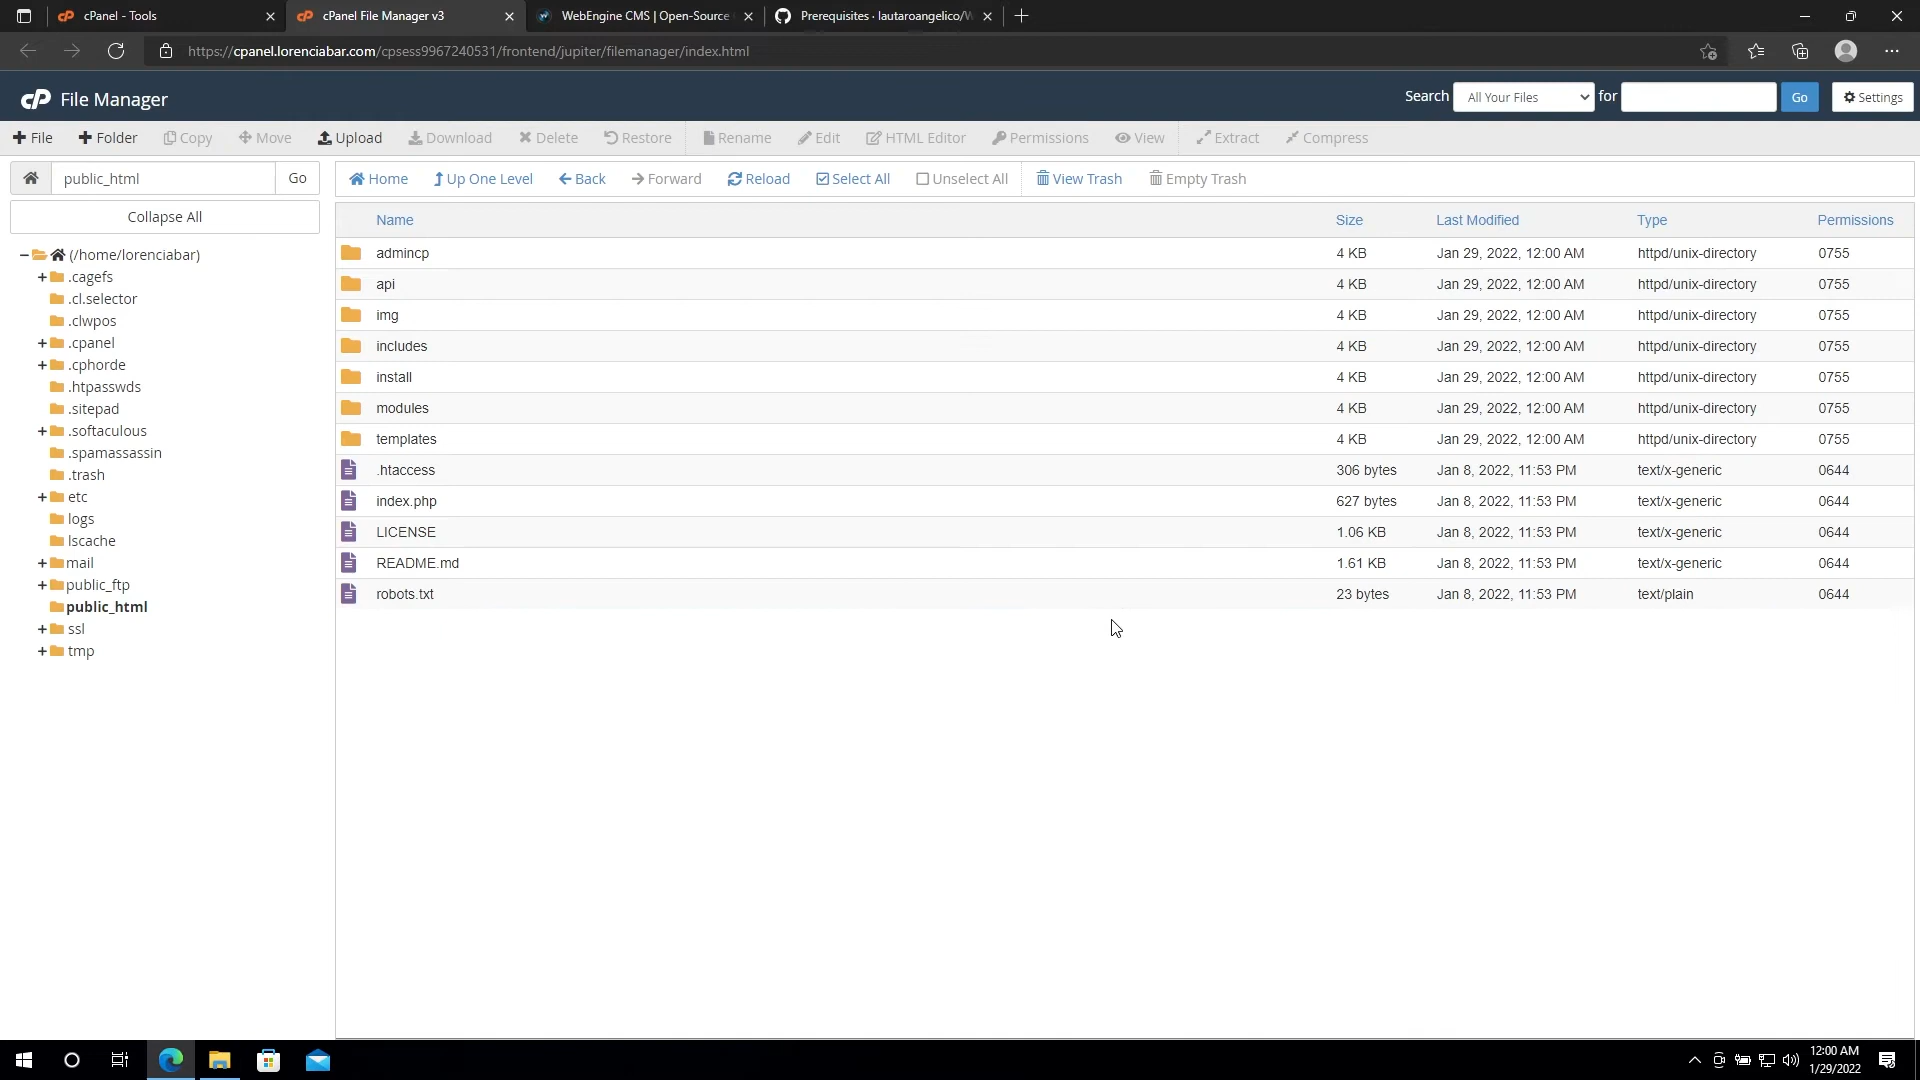 cPanel - Tools
cPanel File Manager v3
WebEngine CMS | Open-Source
Prerequisites · lautaroangelico/W
https://cpanel.lorenciabar.com/cpsess9967240531/frontend/jupiter/filemanager/index.html
cP File Manager
Search All Your Files for Go Settings
File Folder Copy Move Upload Download Delete Restore Rename Edit HTML Editor Permissions View Extract Compress
public_html Go
Home Up One Level Back Forward Reload Select All Unselect All View Trash Empty Trash
Collapse All
(/home/lorenciabar)
.cagefs
.cl.selector
.clwpos
.cpanel
.cphorde
.htpasswds
.sitepad
.softaculous
.spamassassin
.trash
etc
logs
lscache
mail
public_ftp
public_html
ssl
tmp
Name Size Last Modified Type Permissions
admincp 4 KB Jan 29, 2022, 12:00 AM httpd/unix-directory 0755
api 4 KB Jan 29, 2022, 12:00 AM httpd/unix-directory 0755
img 4 KB Jan 29, 2022, 12:00 AM httpd/unix-directory 0755
includes 4 KB Jan 29, 2022, 12:00 AM httpd/unix-directory 0755
install 4 KB Jan 29, 2022, 12:00 AM httpd/unix-directory 0755
modules 4 KB Jan 29, 2022, 12:00 AM httpd/unix-directory 0755
templates 4 KB Jan 29, 2022, 12:00 AM httpd/unix-directory 0755
.htaccess 306 bytes Jan 8, 2022, 11:53 PM text/x-generic 0644
index.php 627 bytes Jan 8, 2022, 11:53 PM text/x-generic 0644
LICENSE 1.06 KB Jan 8, 2022, 11:53 PM text/x-generic 0644
README.md 1.61 KB Jan 8, 2022, 11:53 PM text/x-generic 0644
robots.txt 23 bytes Jan 8, 2022, 11:53 PM text/plain 0644
12:00 AM
1/29/2022